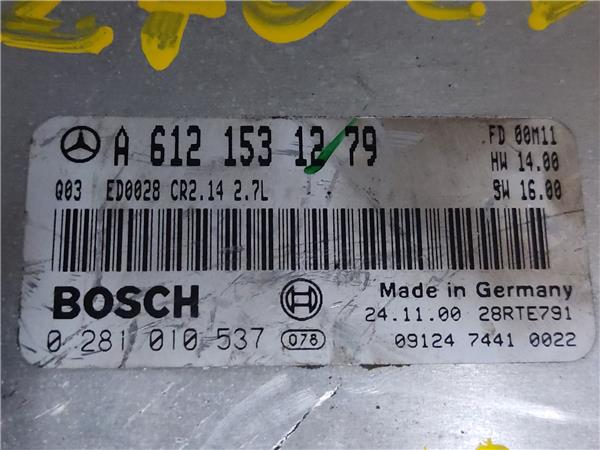 A 612 153 12 79
FD 00M11
HW 14.00
Q03 ED0028 CR2.14 2.7L
SW 16.00
BOSCH
Made in Germany
24.11.00 28RTE791
0 281 010 537 078
09124 7441 0022